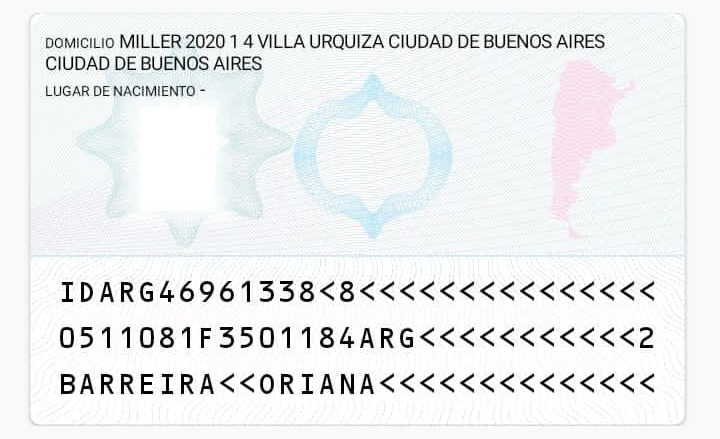 DOMICILIO MILLER 2020 1 4 VILLA URQUIZA CIUDAD DE BUENOS AIRES
CIUDAD DE BUENOS AIRES
LUGAR DE NACIMIENTO -
IDARG46961338<8<<<<<<<<<<<<<<<
0511081F3501184ARG<<<<<<<<<<<2
BARREIRA<<ORIANA<<<<<<<<<<<<<<